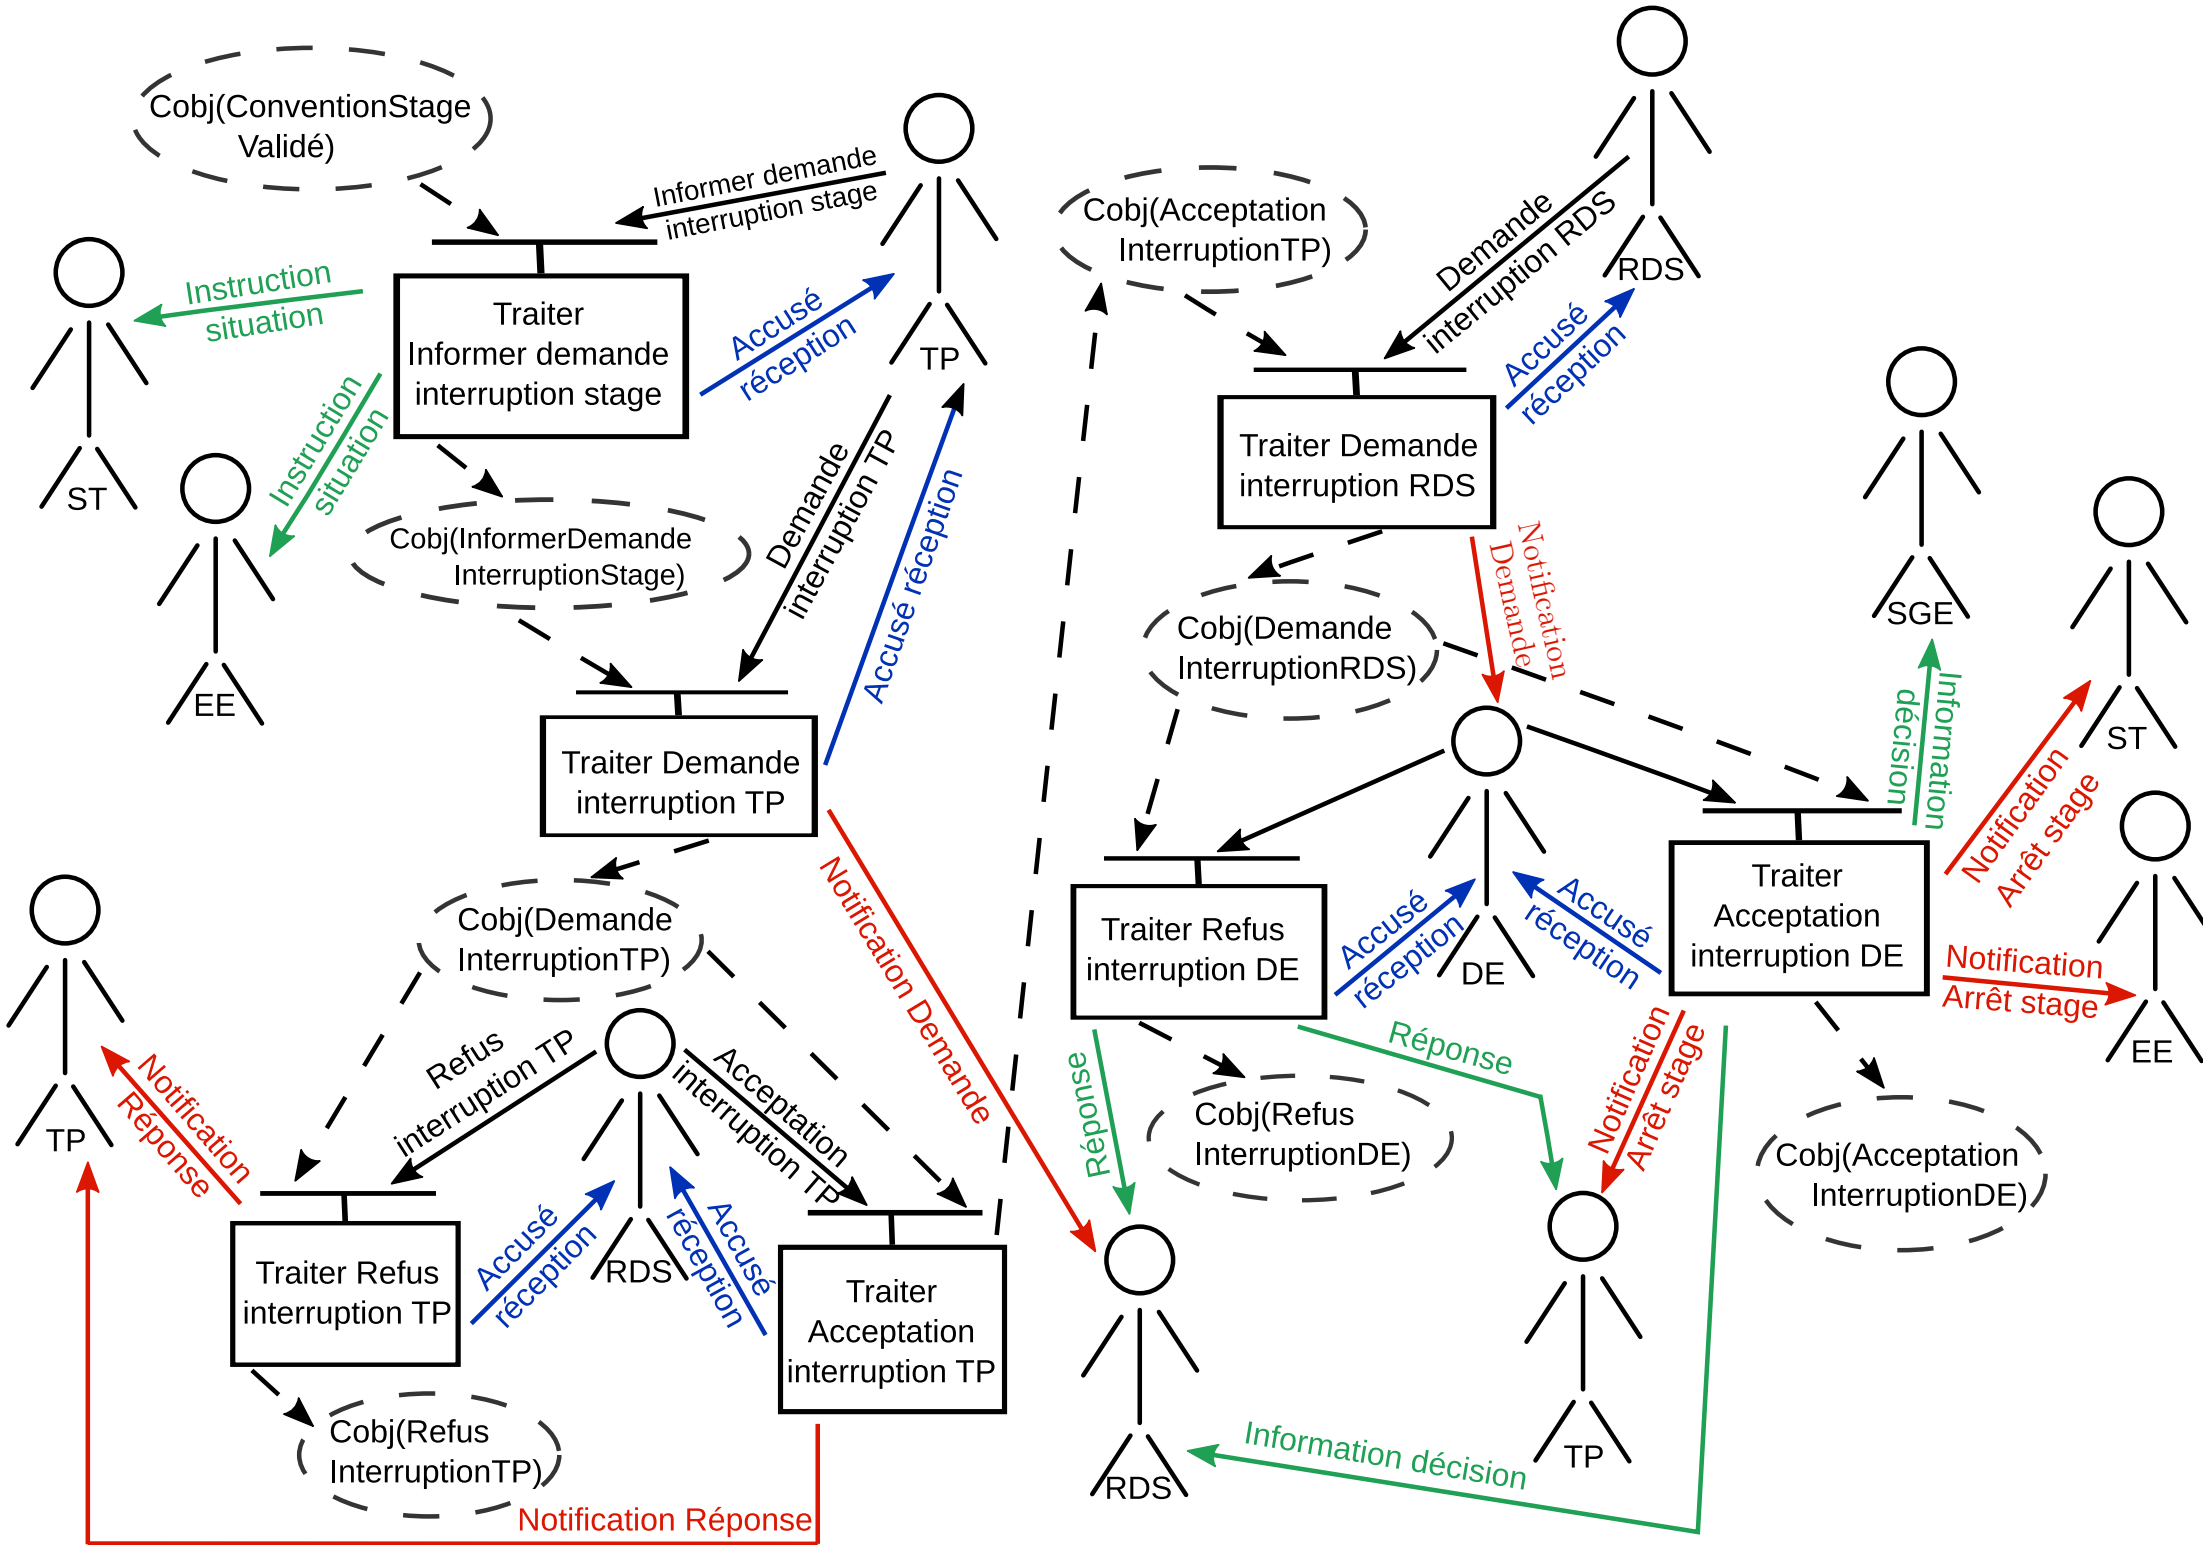 Cobj(ConventionStage
Validé)
Informer demande
interruption stage
TP
Instruction
situation
ST
Traiter
Informer demande
interruption stage
Accusé
réception
Instruction
situation
EE
Cobj(InformerDemande
InterruptionStage)
Demande
interruption TP
Accusé réception
Traiter Demande
interruption TP
Cobj(Demande
InterruptionTP)
Notification Demande
TP
Notification
Réponse
Refus
interruption TP
Acceptation
interruption TP
RDS
Traiter Refus
interruption TP
Accusé
réception
Accusé
réception
Traiter
Acceptation
interruption TP
Cobj(Refus
InterruptionTP)
Notification Réponse
Cobj(Acceptation
InterruptionTP)
Demande
interruption RDS
RDS
Accusé
réception
Traiter Demande
interruption RDS
Notification
Demande
Cobj(Demande
InterruptionRDS)
SGE
Information
décision
ST
Notification
Arrêt stage
Traiter Refus
interruption DE
Accusé
réception
DE
Accusé
réception
Traiter
Acceptation
interruption DE
Notification
Arrêt stage
EE
Réponse
Réponse
Notification
Arrêt stage
Cobj(Refus
InterruptionDE)
Cobj(Acceptation
InterruptionDE)
RDS
TP
Information décision